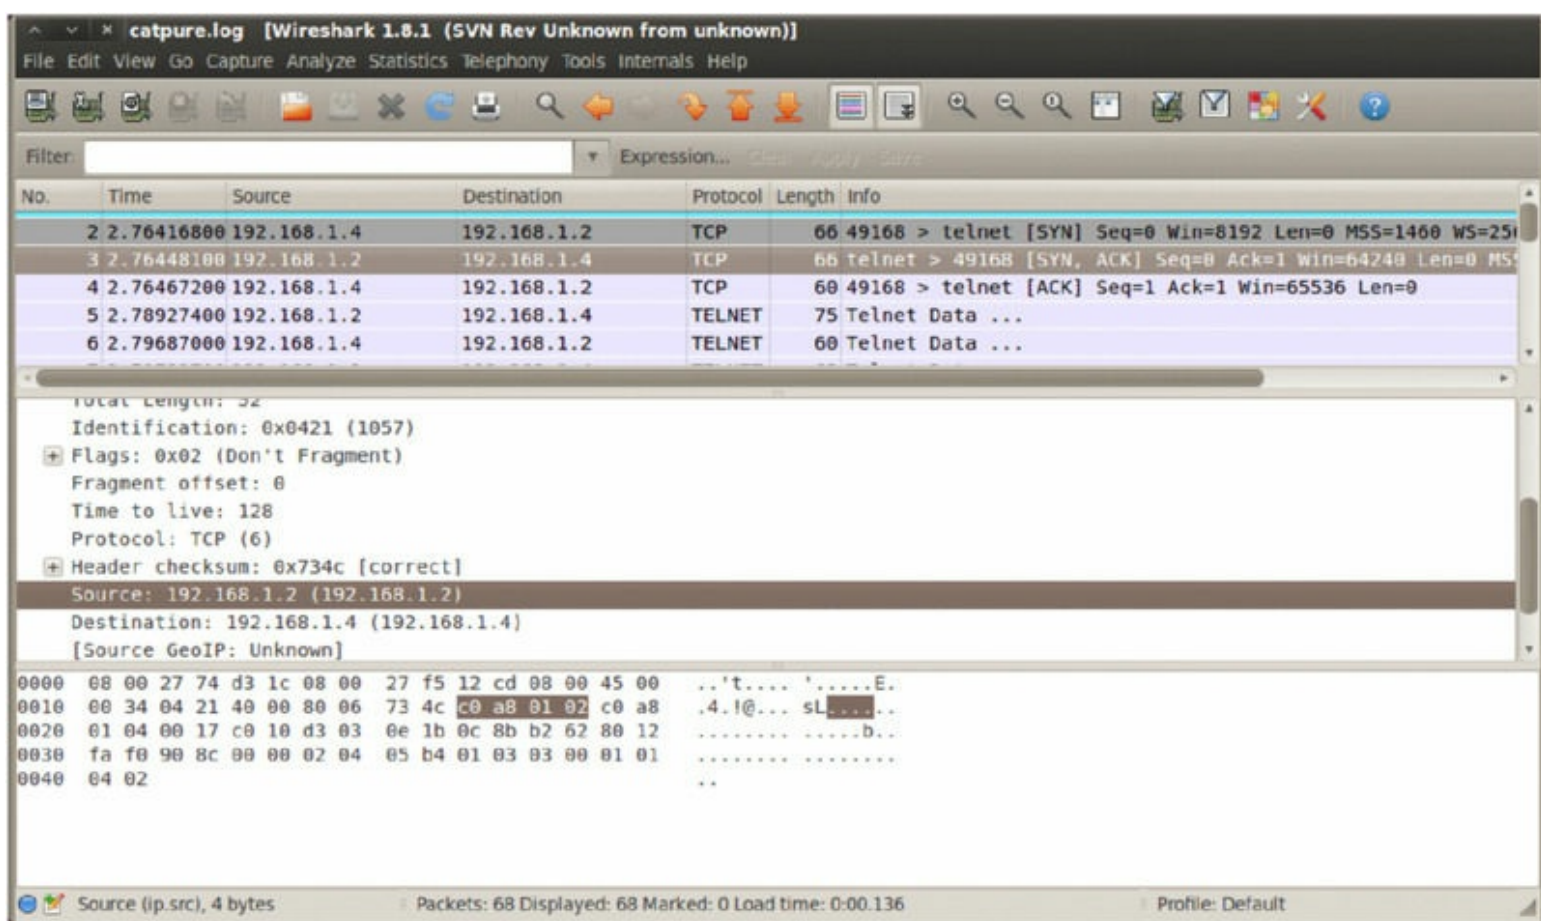 catpure.log [Wireshark 1.8.1 (SVN Rev Unknown from unknown)]
File Edit View Go Capture Analyze Statistics Telephony Tools Internals Help
Filter: Expression... Clear Apply Save
No. Time Source Destination Protocol Length Info
2 2.76416800 192.168.1.4 192.168.1.2 TCP 66 49168 > telnet [SYN] Seq=0 Win=8192 Len=0 MSS=1460 WS=256
3 2.76448100 192.168.1.2 192.168.1.4 TCP 66 telnet > 49168 [SYN, ACK] Seq=0 Ack=1 Win=64240 Len=0 MSS
4 2.76467200 192.168.1.4 192.168.1.2 TCP 60 49168 > telnet [ACK] Seq=1 Ack=1 Win=65536 Len=0
5 2.78927400 192.168.1.2 192.168.1.4 TELNET 75 Telnet Data ...
6 2.79687000 192.168.1.4 192.168.1.2 TELNET 60 Telnet Data ...
Total Length: 52
Identification: 0x0421 (1057)
Flags: 0x02 (Don't Fragment)
Fragment offset: 0
Time to live: 128
Protocol: TCP (6)
Header checksum: 0x734c [correct]
Source: 192.168.1.2 (192.168.1.2)
Destination: 192.168.1.4 (192.168.1.4)
[Source GeoIP: Unknown]
0000 08 00 27 74 d3 1c 08 00 27 f5 12 cd 08 00 45 00 ..'t.... '.....E.
0010 00 34 04 21 40 00 80 06 73 4c c0 a8 01 02 c0 a8 .4.!@... sL......
0020 01 04 00 17 c0 10 d3 03 0e 1b 0c 8b b2 62 80 12 ........ .....b..
0030 fa f0 90 8c 00 00 02 04 05 b4 01 03 03 00 01 01 ........ ........
0040 04 02 ..
Source (ip.src), 4 bytes Packets: 68 Displayed: 68 Marked: 0 Load time: 0:00.136 Profile: Default